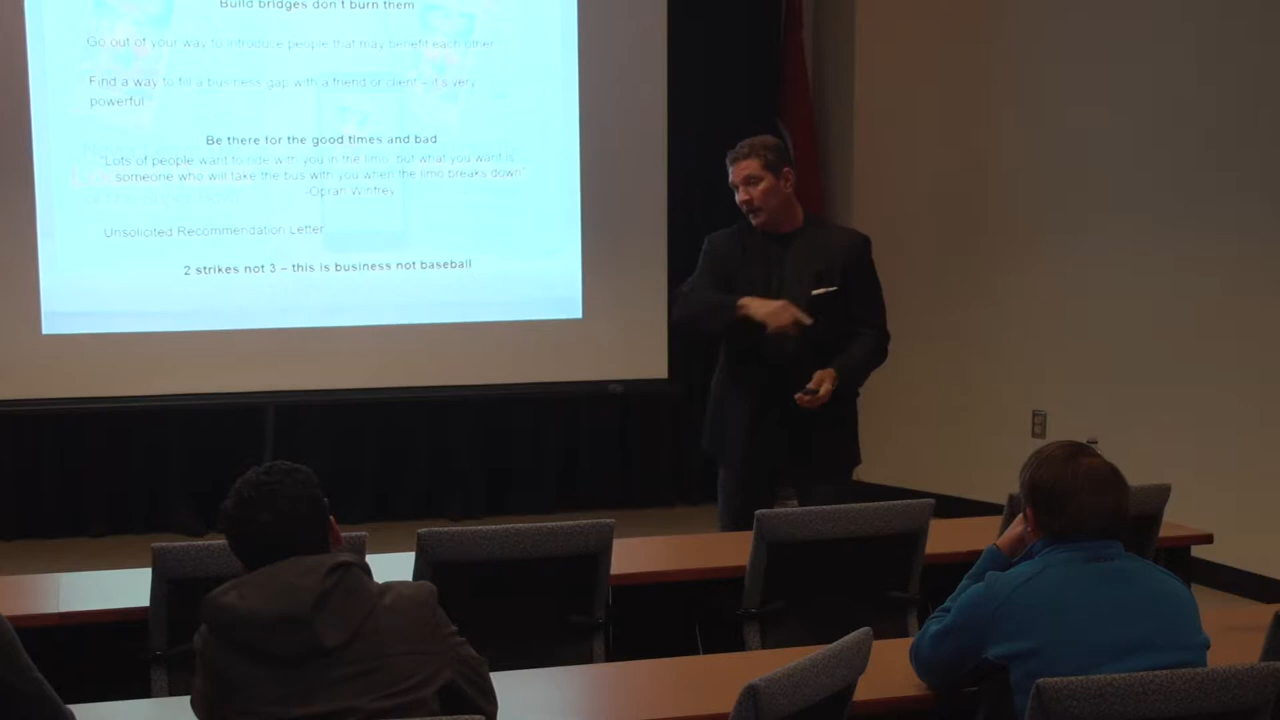 Build bridges don't burn them
Go out of your way to introduce people that may benefit each other
Find a way to fill a business gap with a friend or client – it's very
powerful
Be there for the good times and bad
"Lots of people want to ride with you in the limo, but what you want is
someone who will take the bus with you when the limo breaks down"
-Oprah Winfrey
Unsolicited Recommendation Letter
2 strikes not 3 – this is business not baseball